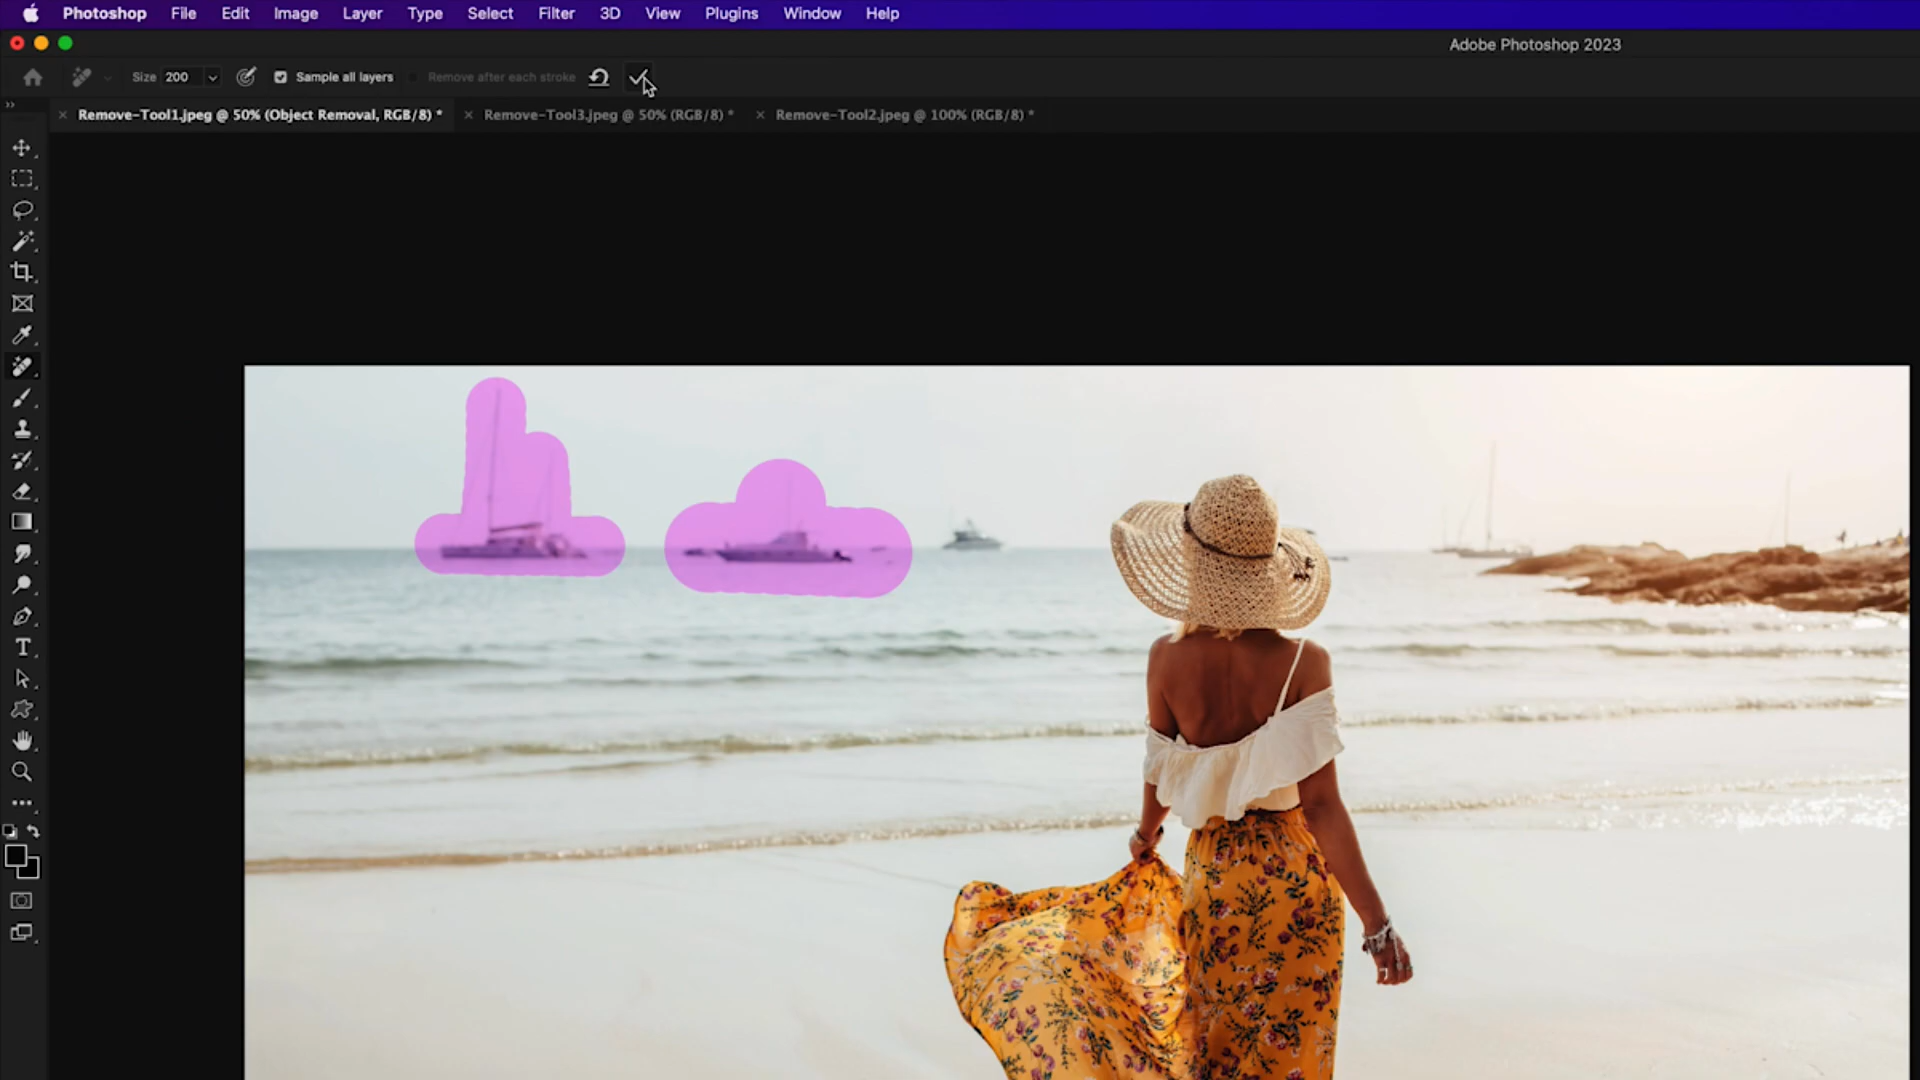 Photoshop File Edit Image Layer Type Select Filter 3D View Plugins Window Help
Adobe Photoshop 2023
Size 200 Sample all layers Remove after each stroke
Remove-Tool1.jpeg @ 50% (Object Removal, RGB/8) * Remove-Tool3.jpeg @ 50% (RGB/8) * Remove-Tool2.jpeg @ 100% (RGB/8) *